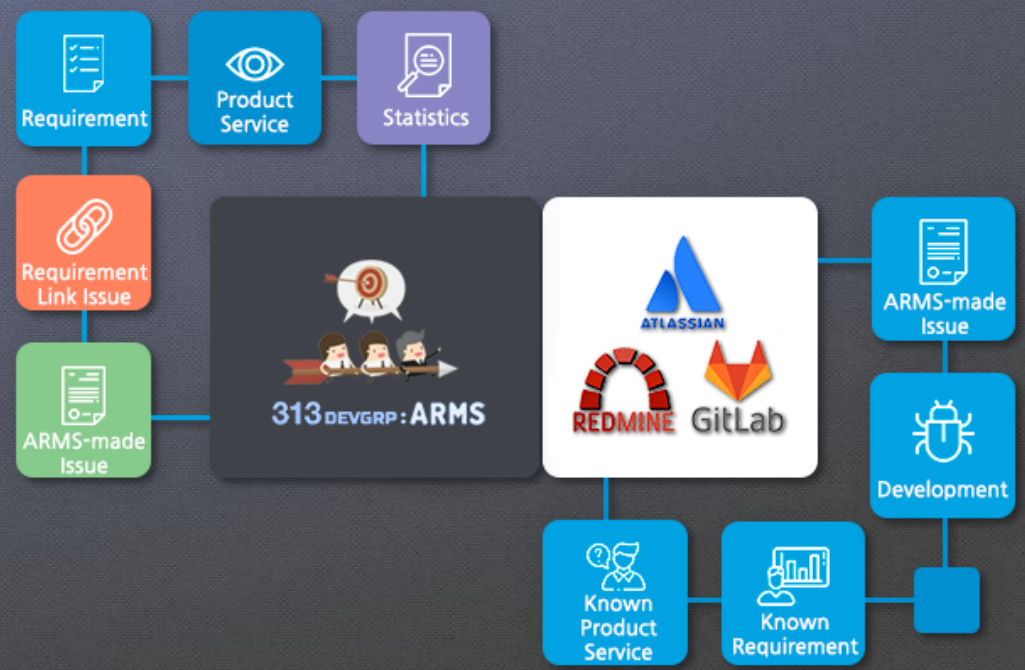 Requirement
Product
Service
Statistics
Requirement
Link Issue
ARMS-made
Issue
313 DEVGRP : ARMS
ATLASSIAN
REDMINE
GitLab
ARMS-made
Issue
Development
Known
Product
Service
Known
Requirement